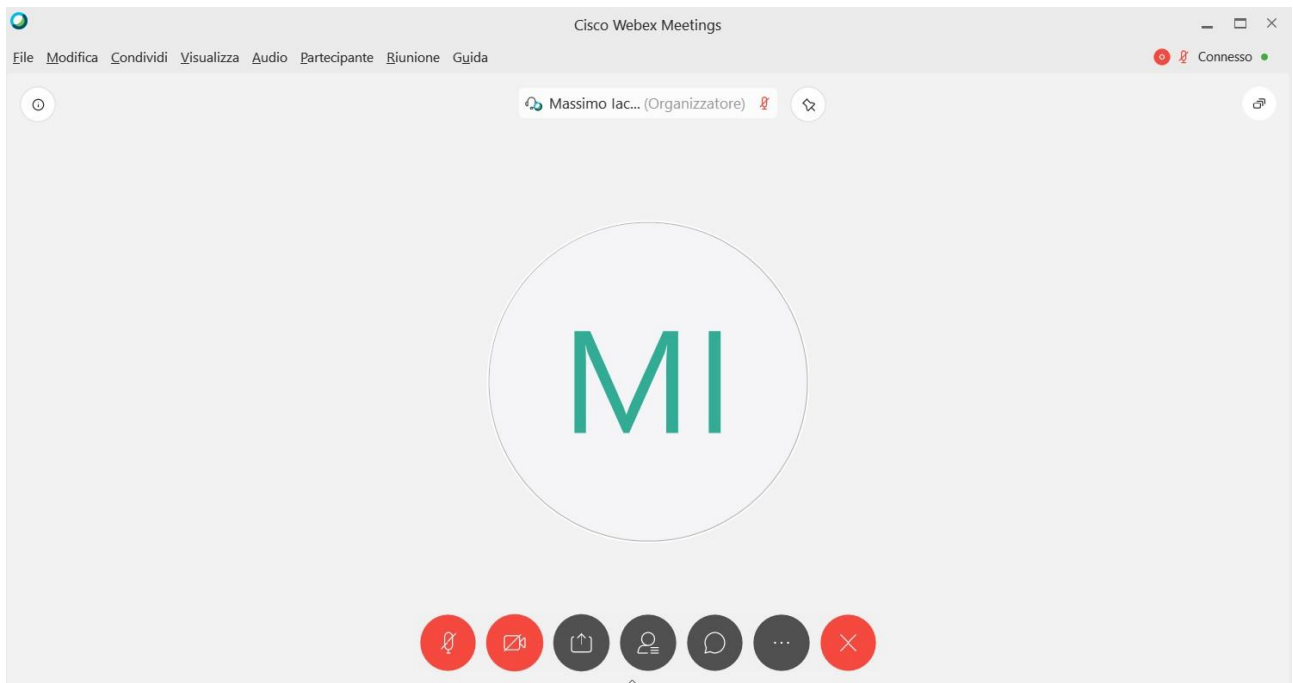 Cisco Webex Meetings
File Modifica Condividi Visualizza Audio Partecipante Riunione Guida Connesso
Massimo Iac... (Organizzatore)
MI